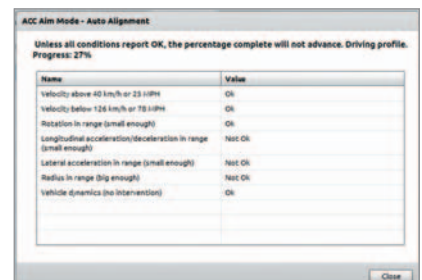 ACC Aim Mode - Auto Alignment
Unless all conditions report OK, the percentage complete will not advance. Driving profile.
Progress: 27%
Name Value
Velocity above 40 km/h or 25 MPH Ok
Velocity below 126 km/h or 78 MPH Ok
Rotation in range (small enough) Ok
Longitudinal acceleration/deceleration in range Not Ok
(small enough)
Lateral acceleration in range (small enough) Not Ok
Radius in range (big enough) Not Ok
Vehicle dynamics (no intervention) Ok
Close